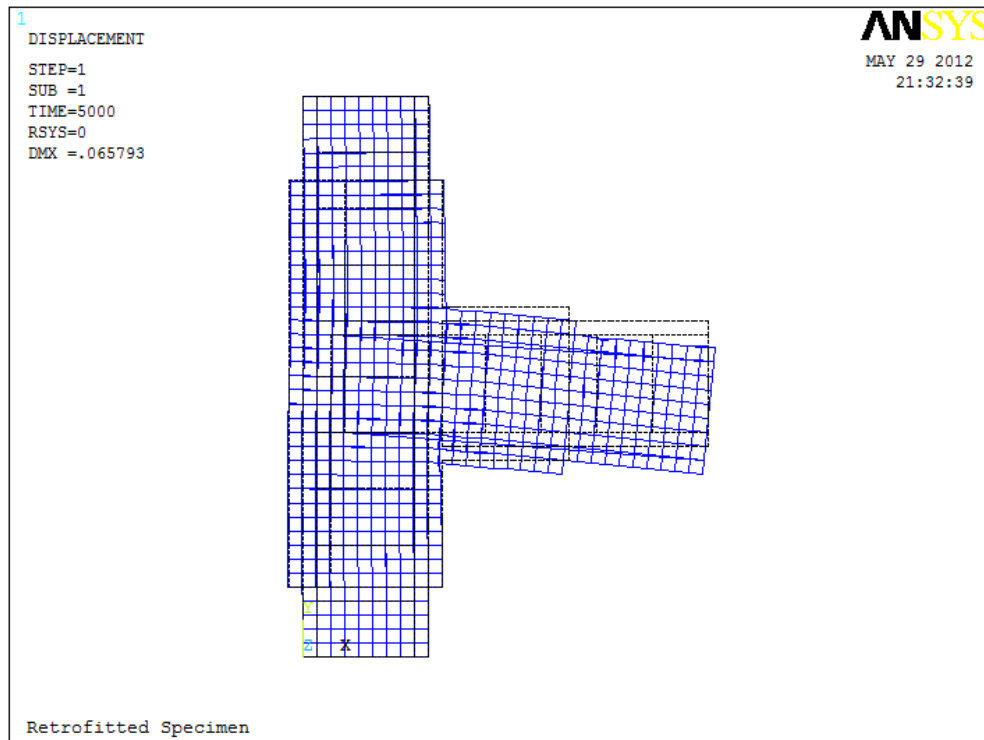 1
DISPLACEMENT
STEP=1
SUB =1
TIME=5000
RSYS=0
DMX =.065793
ANSYS
MAY 29 2012
21:32:39
Y
Z X
Retrofitted Specimen